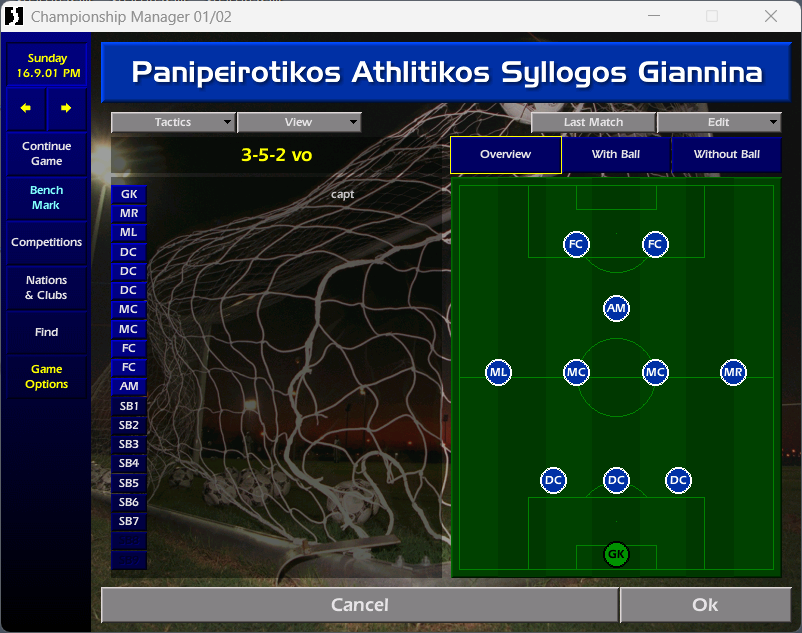 Championship Manager 01/02
Sunday
16.9.01 PM
Panipeirotikos Athlitikos Syllogos Giannina
Continue
Game
Bench
Mark
Competitions
Nations
& Clubs
Find
Game
Options
Tactics
View
Last Match
Edit
3-5-2 vo
Overview
With Ball
Without Ball
GK
capt
MR
ML
DC
DC
DC
MC
MC
FC
FC
AM
SB1
SB2
SB3
SB4
SB5
SB6
SB7
FC FC
AM
ML MC MC MR
DC DC DC
GK
Cancel
Ok